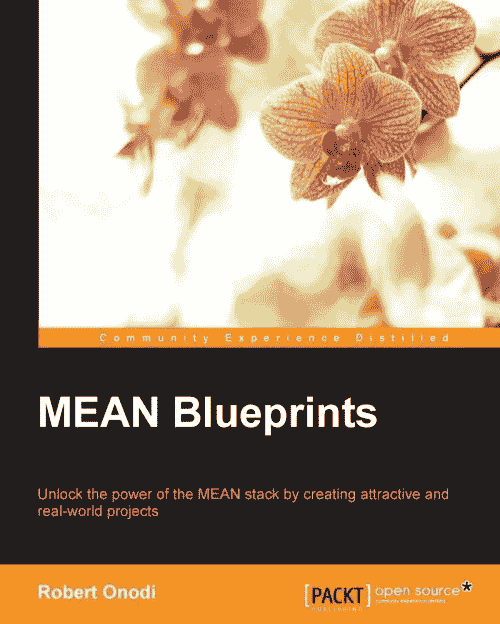 Community Experience Distilled
MEAN Blueprints
Unlock the power of the MEAN stack by creating attractive and
real-world projects
Robert Onodi
[PACKT] open source*
PUBLISHING